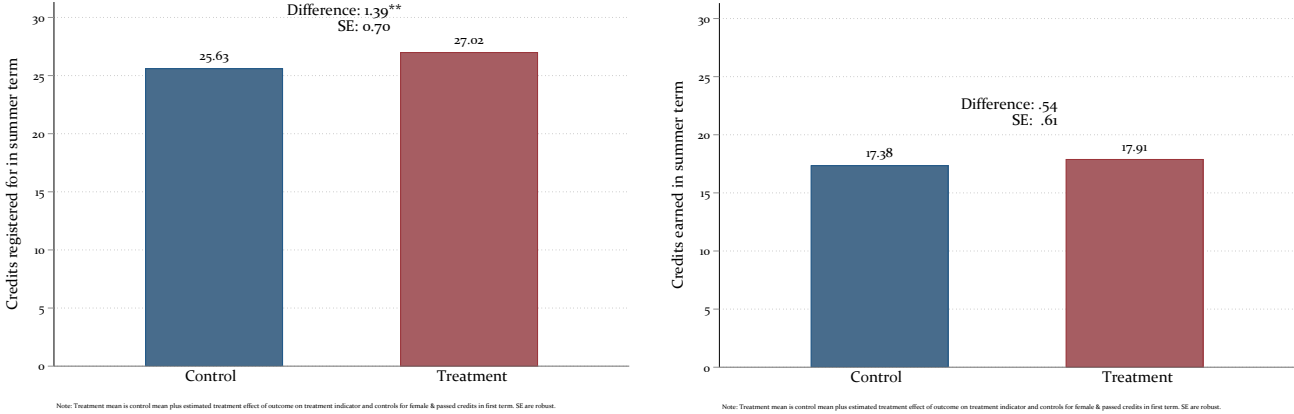 Credits registered for in summer term
30
25
20
15
10
5
0
Difference: 1.39**
SE: 0.70
25.63
27.02
Control Treatment
Note: Treatment mean is control mean plus estimated treatment effect of outcome on treatment indicator and controls for female & passed credits in first term. SE are robust.
Credits earned in summer term
30
25
20
15
10
5
0
Difference: .54
SE: .61
17.38
17.91
Control Treatment
Note: Treatment mean is control mean plus estimated treatment effect of outcome on treatment indicator and controls for female & passed credits in first term. SE are robust.